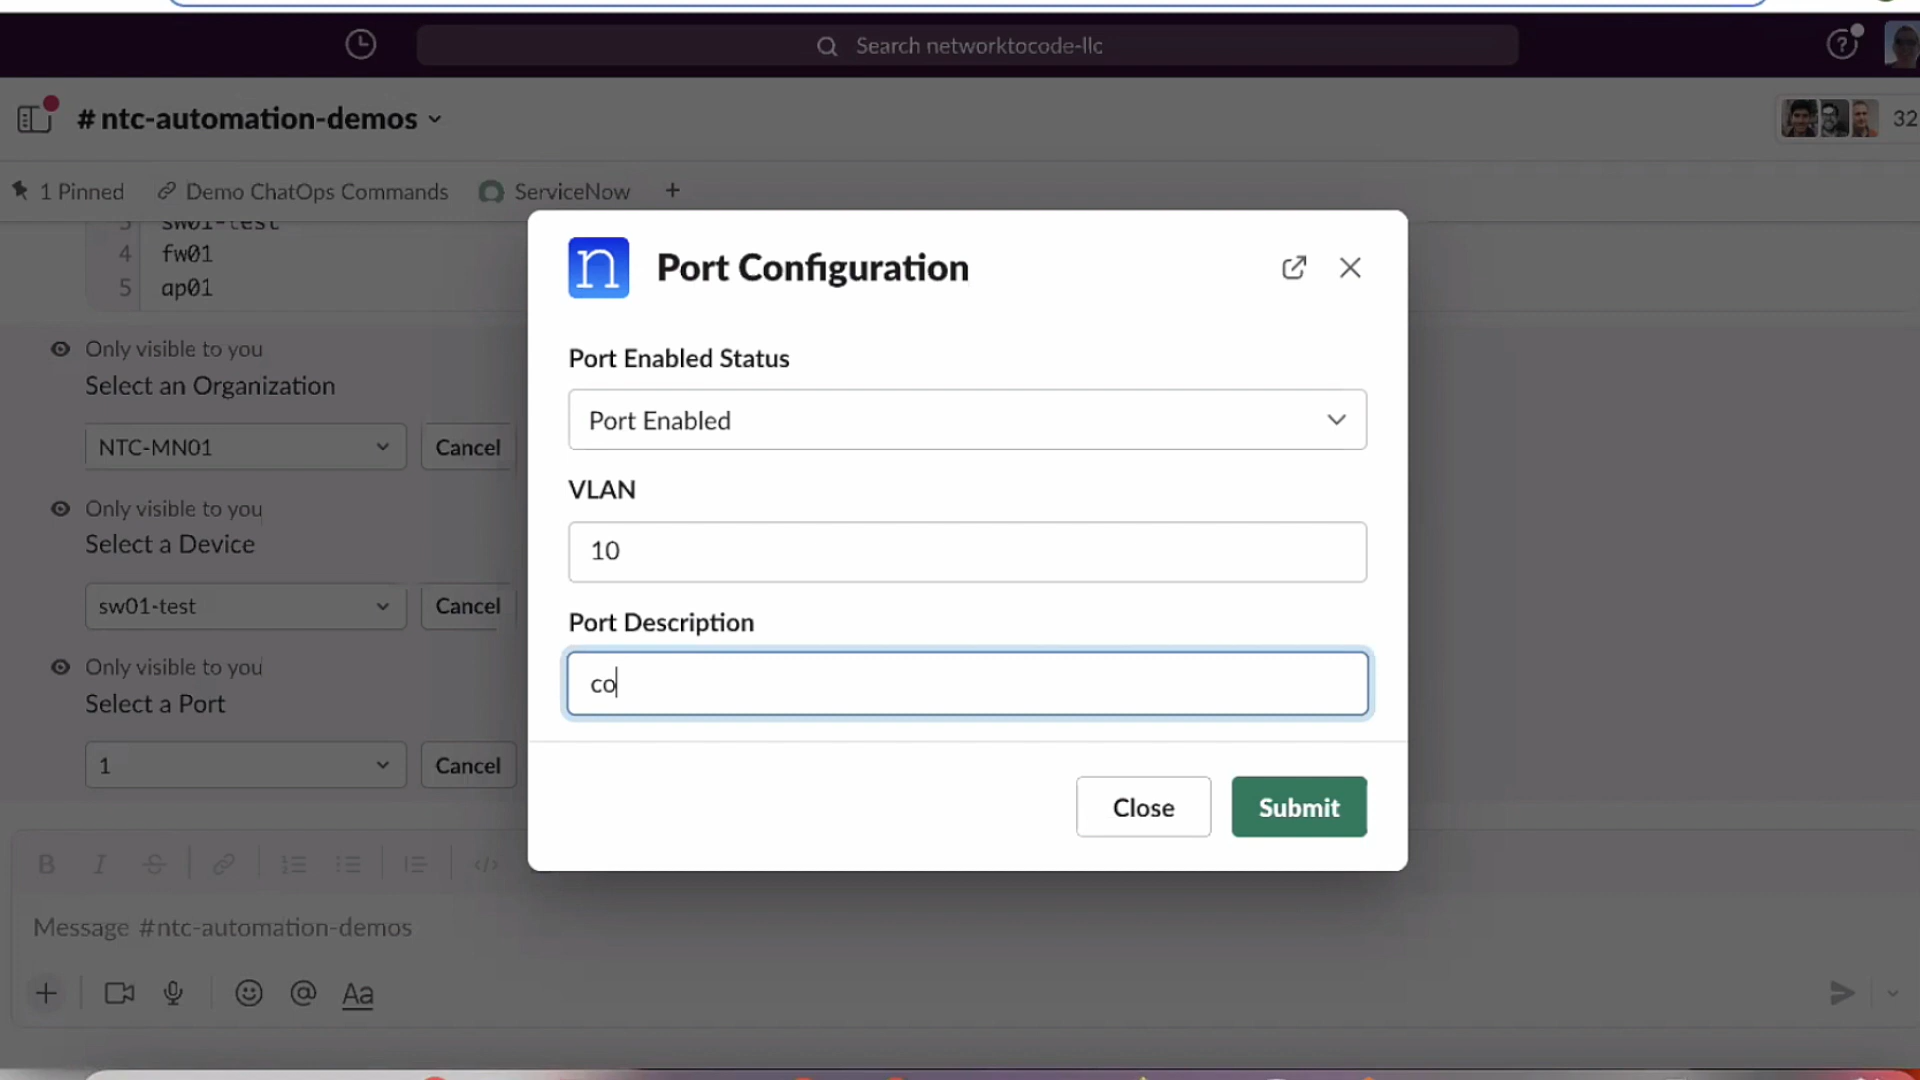 Search networktocode-llc
# ntc-automation-demos
32
1 Pinned
Demo ChatOps Commands
ServiceNow
3 sw01-test
4 fw01
5 ap01
Only visible to you
Select an Organization
NTC-MN01
Cancel
Only visible to you
Select a Device
sw01-test
Cancel
Only visible to you
Select a Port
1
Cancel
n
Port Configuration
Port Enabled Status
Port Enabled
VLAN
10
Port Description
co
Close
Submit
B I S
Message #ntc-automation-demos
Aa